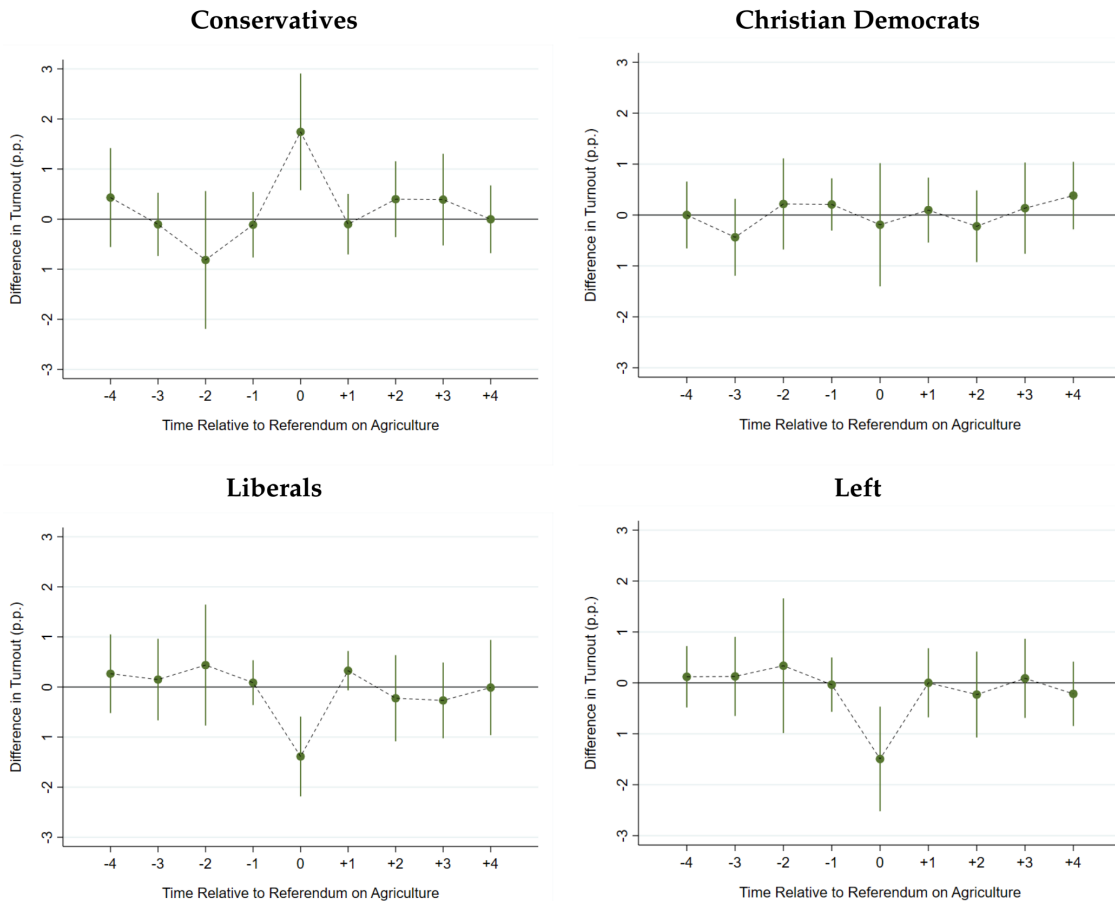 Conservatives
Difference in Turnout (p.p.)
3
2
1
0
1
-2
-3
-4 -3 -2 -1 0 +1 +2 +3 +4
Time Relative to Referendum on Agriculture
Christian Democrats
Difference in Turnout (p.p.)
3
2
1
0
1
-2
-3
-4 -3 -2 -1 0 +1 +2 +3 +4
Time Relative to Referendum on Agriculture
Liberals
Difference in Turnout (p.p.)
3
2
1
0
1
-2
-3
-4 -3 -2 -1 0 +1 +2 +3 +4
Time Relative to Referendum on Agriculture
Left
Difference in Turnout (p.p.)
3
2
1
0
1
-2
-3
-4 -3 -2 -1 0 +1 +2 +3 +4
Time Relative to Referendum on Agriculture